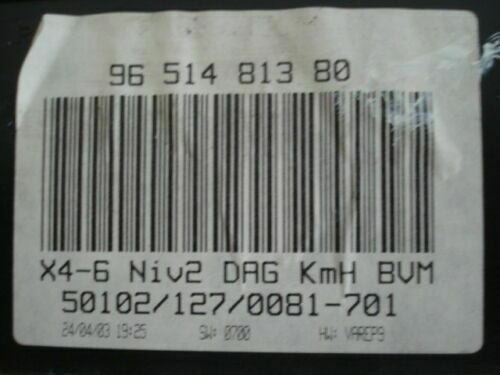 96 514 813 80
X4-6 Niv2 DAG KmH BVM
50102/127/0081-701
24/04/03 19:25 SW: 0700 HW: VAREP9